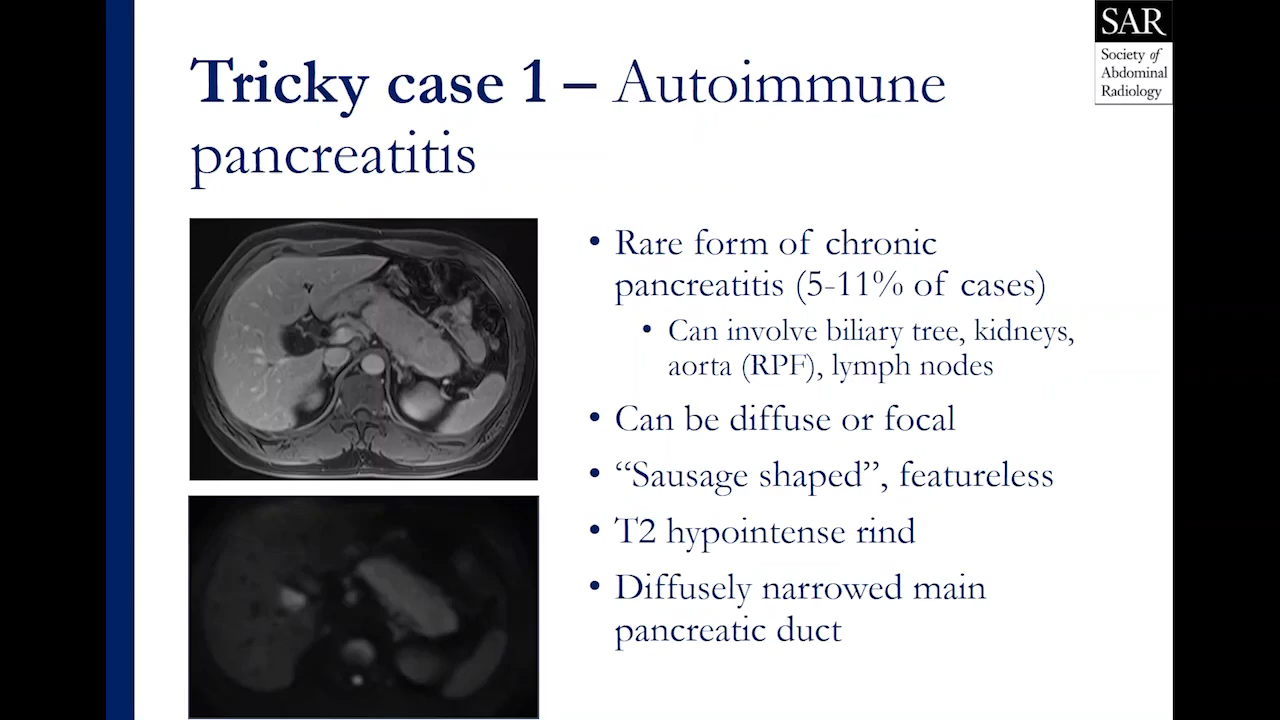 SAR
Society of
Abdominal
Radiology
Tricky case 1 – Autoimmune
pancreatitis
• Rare form of chronic
pancreatitis (5-11% of cases)
• Can involve biliary tree, kidneys,
aorta (RPF), lymph nodes
• Can be diffuse or focal
• “Sausage shaped”, featureless
• T2 hypointense rind
• Diffusely narrowed main
pancreatic duct